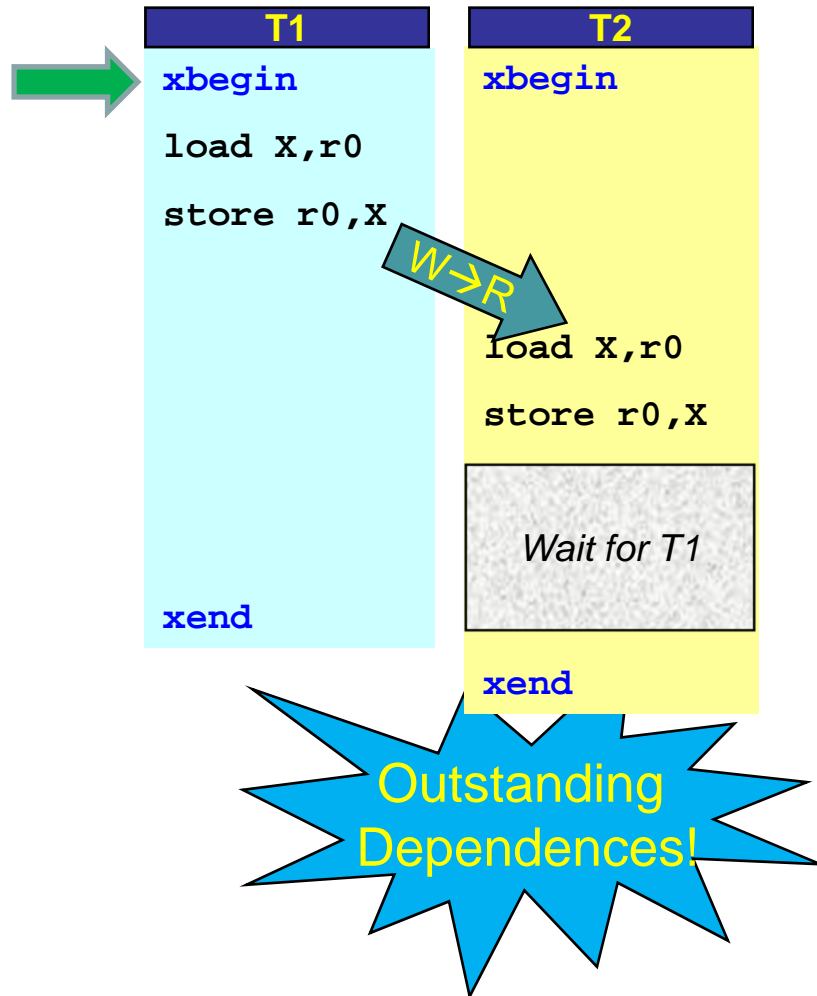 T1
xbegin
load X,r0
store r0,X
xend
W→R
T2
xbegin
load X,r0
store r0,X
Wait for T1
xend
Outstanding
Dependences!